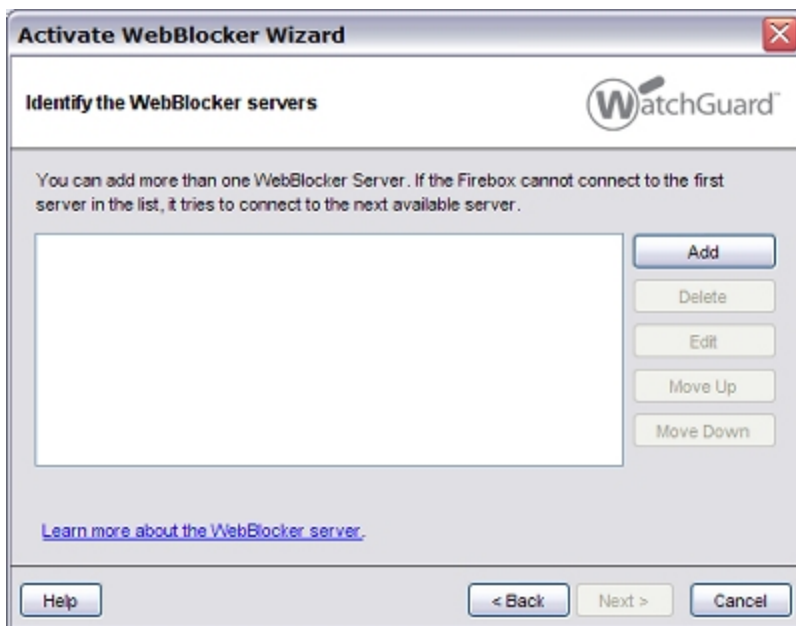 Activate WebBlocker Wizard
Identify the WebBlocker servers
WatchGuard
You can add more than one WebBlocker Server. If the Firebox cannot connect to the first
server in the list, it tries to connect to the next available server.
Add
Delete
Edit
Move Up
Move Down
Learn more about the WebBlocker server.
Help
< Back
Next >
Cancel